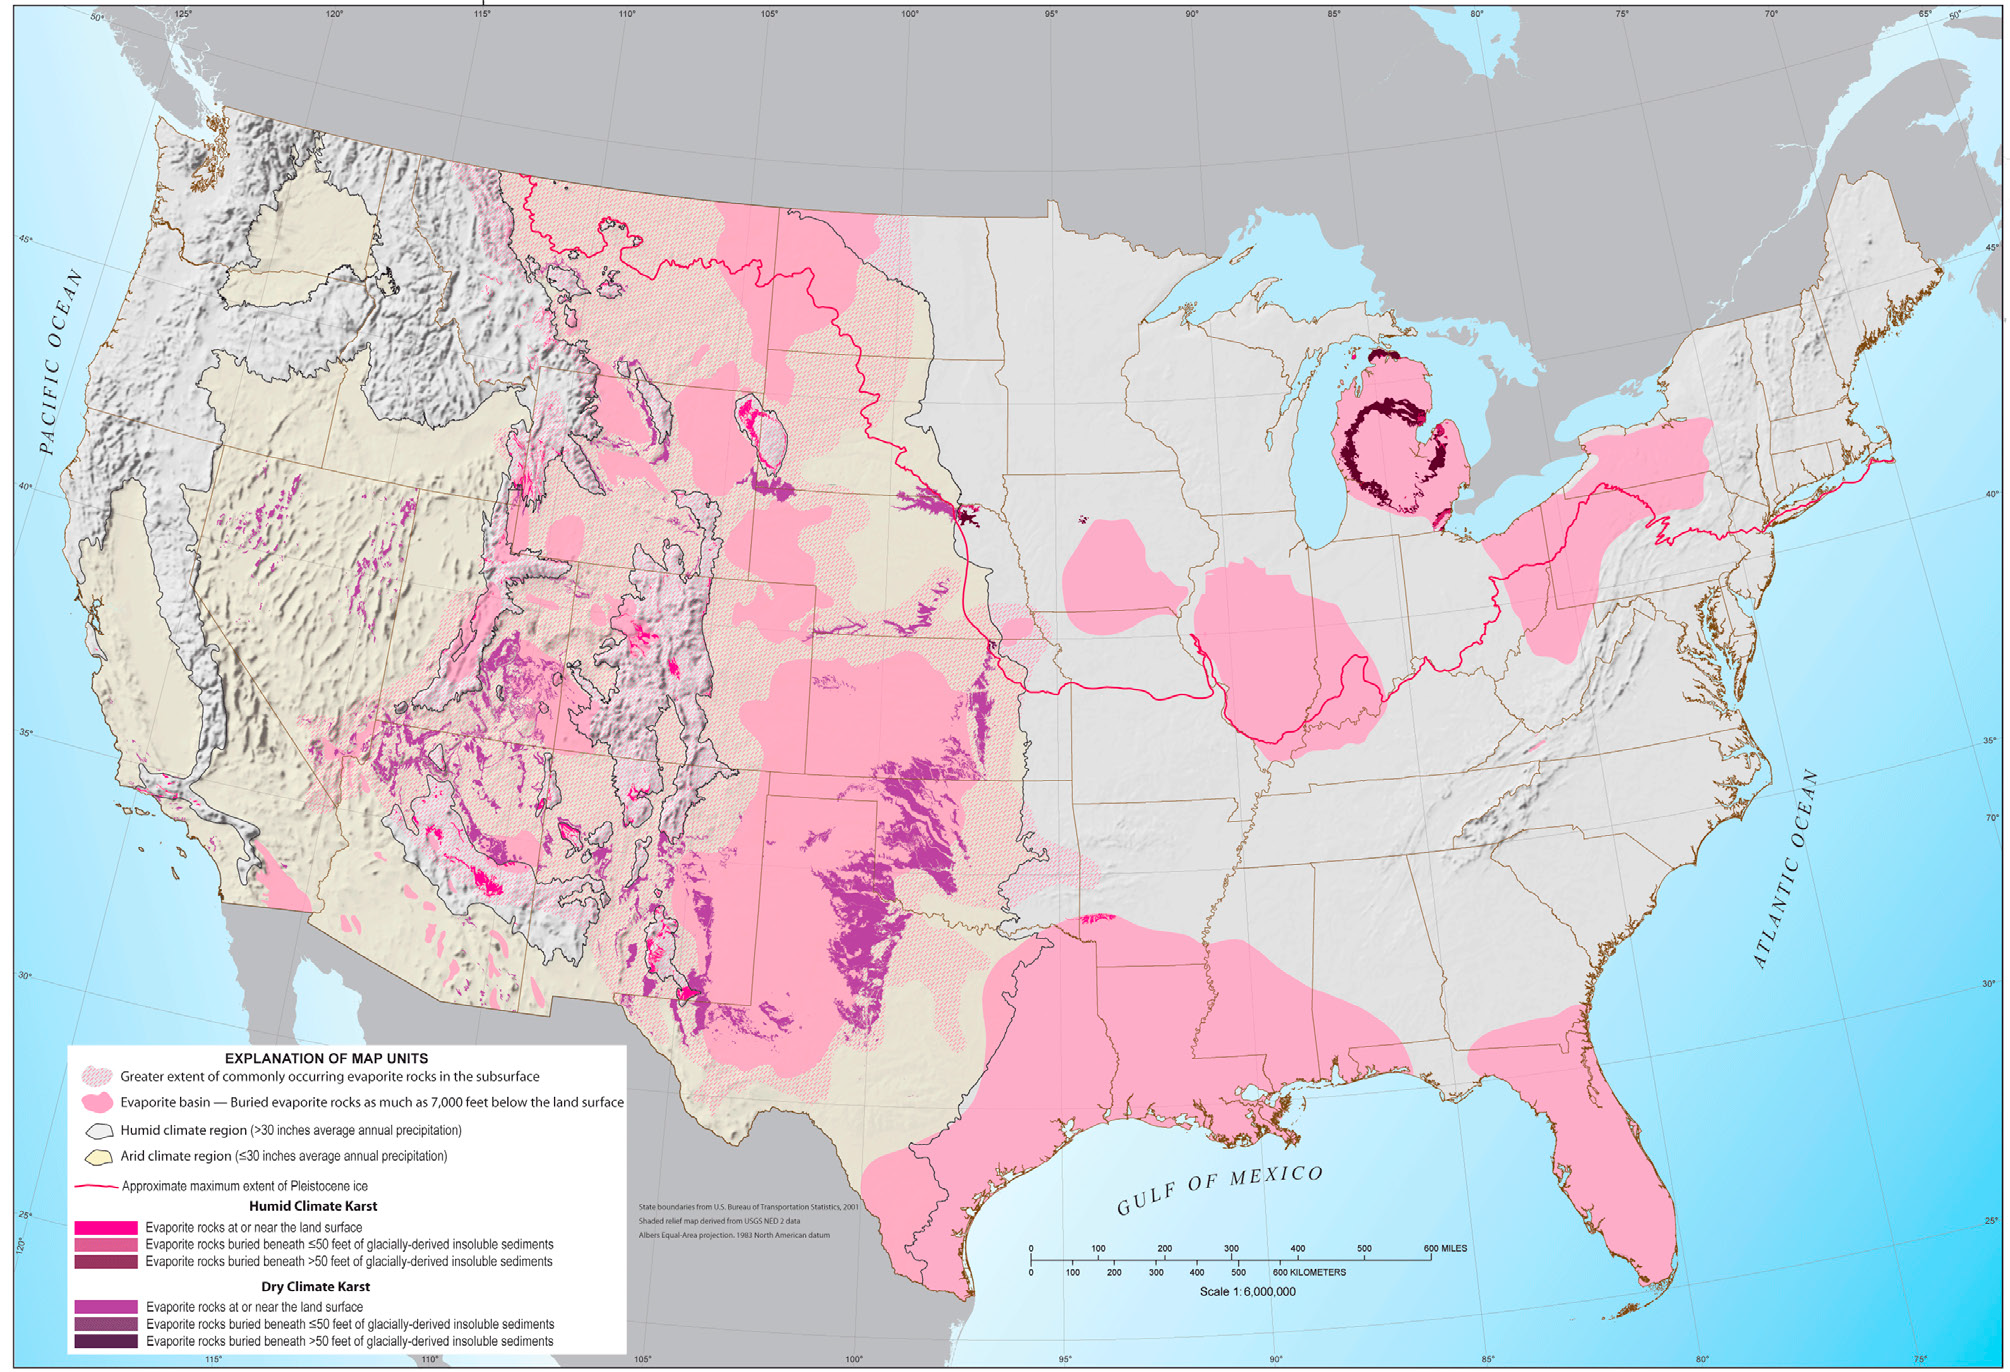 50° 125° 120° 115° 110° 105° 100° 95° 90° 85° 80° 75° 70° 65° 50°
45° 45°
PACIFIC OCEAN
40° 40°
35° 35°
ATLANTIC OCEAN
70°
30° 30°
EXPLANATION OF MAP UNITS
Greater extent of commonly occurring evaporite rocks in the subsurface
Evaporite basin — Buried evaporite rocks as much as 7,000 feet below the land surface
Humid climate region (>30 inches average annual precipitation)
Arid climate region (≤30 inches average annual precipitation)
Approximate maximum extent of Pleistocene ice
Humid Climate Karst
Evaporite rocks at or near the land surface
Evaporite rocks buried beneath ≤50 feet of glacially-derived insoluble sediments
Evaporite rocks buried beneath >50 feet of glacially-derived insoluble sediments
Dry Climate Karst
Evaporite rocks at or near the land surface
Evaporite rocks buried beneath ≤50 feet of glacially-derived insoluble sediments
Evaporite rocks buried beneath >50 feet of glacially-derived insoluble sediments
GULF OF MEXICO
State boundaries from U.S. Bureau of Transportation Statistics, 2001
Shaded relief map derived from USGS NED 2 data
Albers Equal-Area projection. 1983 North American datum
25° 25°
120°
0 100 200 300 400 500 600 MILES
0 100 200 300 400 500 600 KILOMETERS
Scale 1:6,000,000
115° 110° 105° 100° 95° 90° 85° 80° 75°